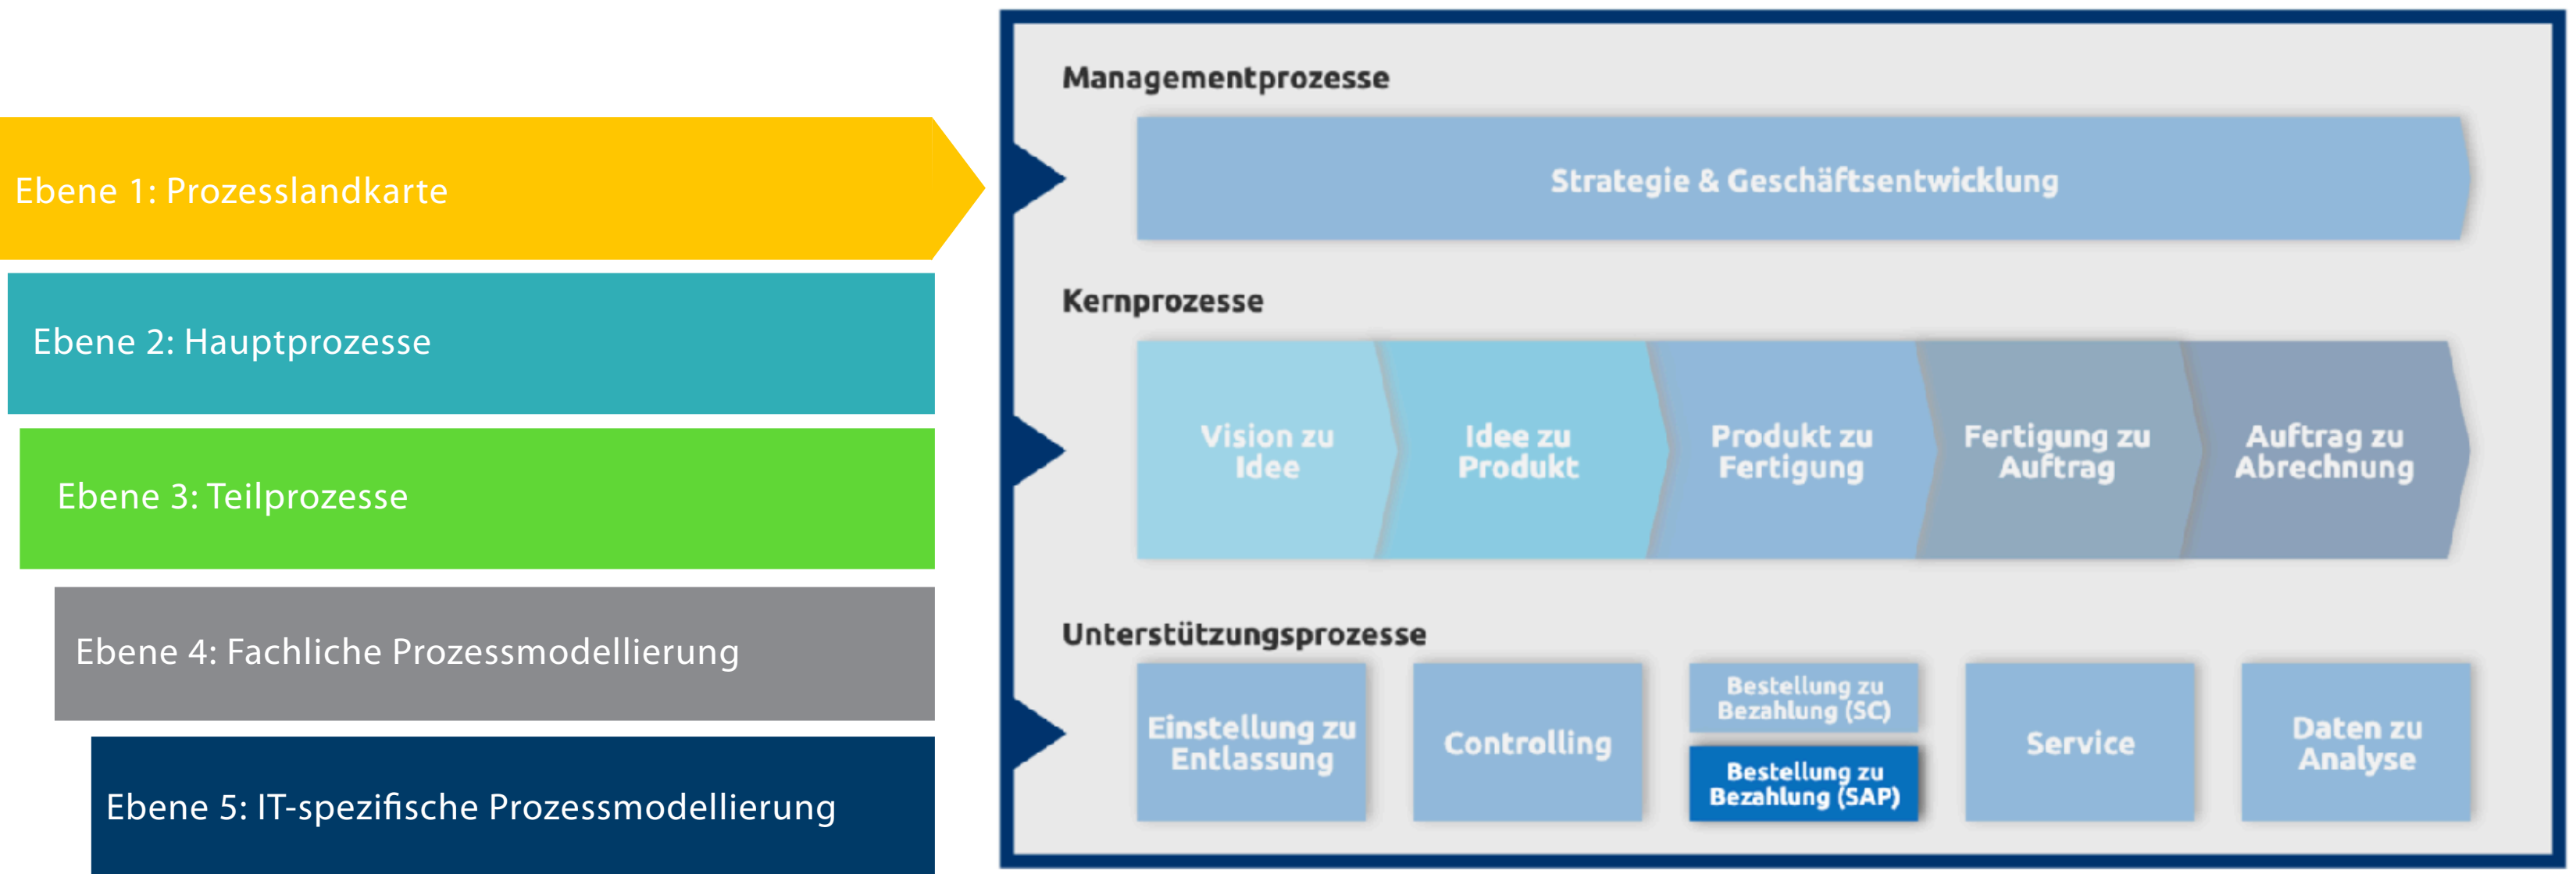 Ebene 1: Prozesslandkarte
Ebene 2: Hauptprozesse
Ebene 3: Teilprozesse
Ebene 4: Fachliche Prozessmodellierung
Ebene 5: IT-spezifische Prozessmodellierung
Managementprozesse
Strategie & Geschäftsentwicklung
Kernprozesse
Vision zu
Idee
Idee zu
Produkt
Produkt zu
Fertigung
Fertigung zu
Auftrag
Auftrag zu
Abrechnung
Unterstützungsprozesse
Einstellung zu
Entlassung
Controlling
Bestellung zu
Bezahlung (SC)
Bestellung zu
Bezahlung (SAP)
Service
Daten zu
Analyse